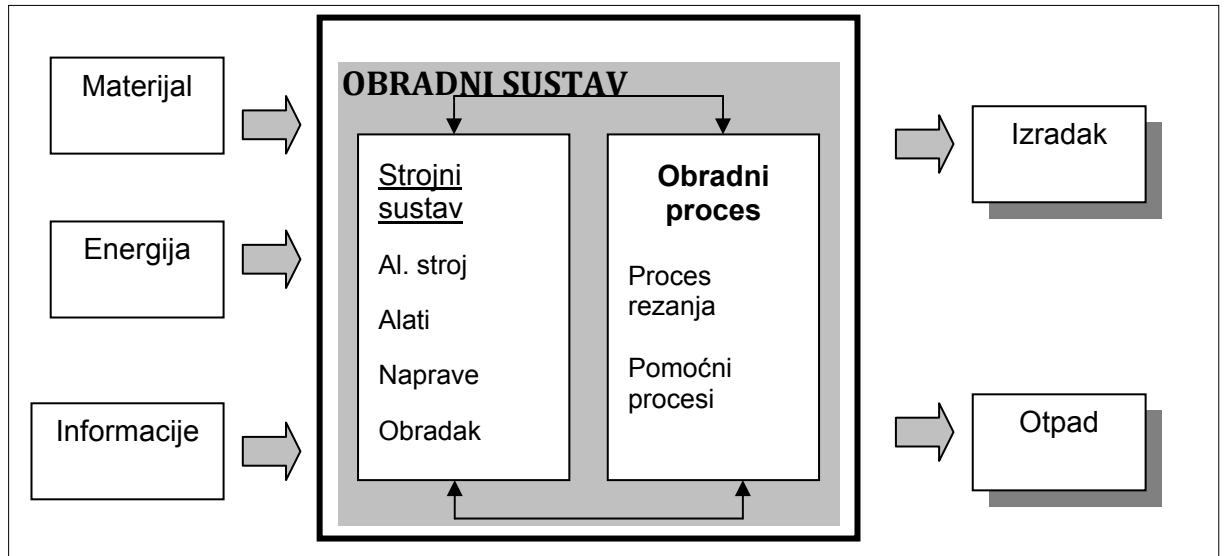 Materijal
Energija
Informacije
OBRADNI SUSTAV
Strojni
sustav
Al. stroj
Alati
Naprave
Obradak
Obradni
proces
Proces
rezanja
Pomoćni
procesi
Izradak
Otpad